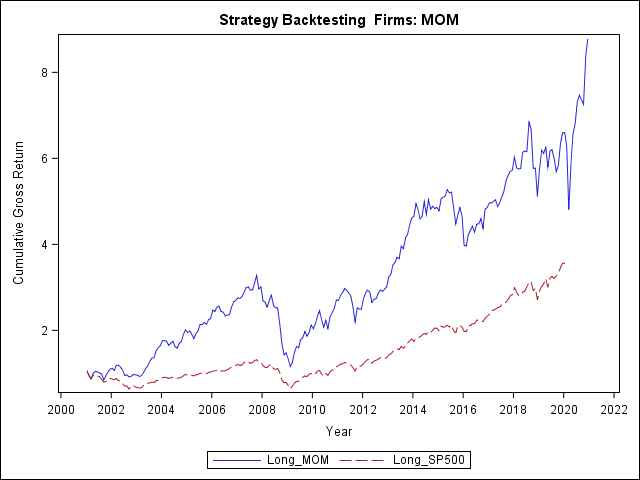 Strategy Backtesting  Firms: MOM
Cumulative Gross Return
8
6
4
2
2000 2002 2004 2006 2008 2010 2012 2014 2016 2018 2020 2022
Year
Long_MOM Long_SP500